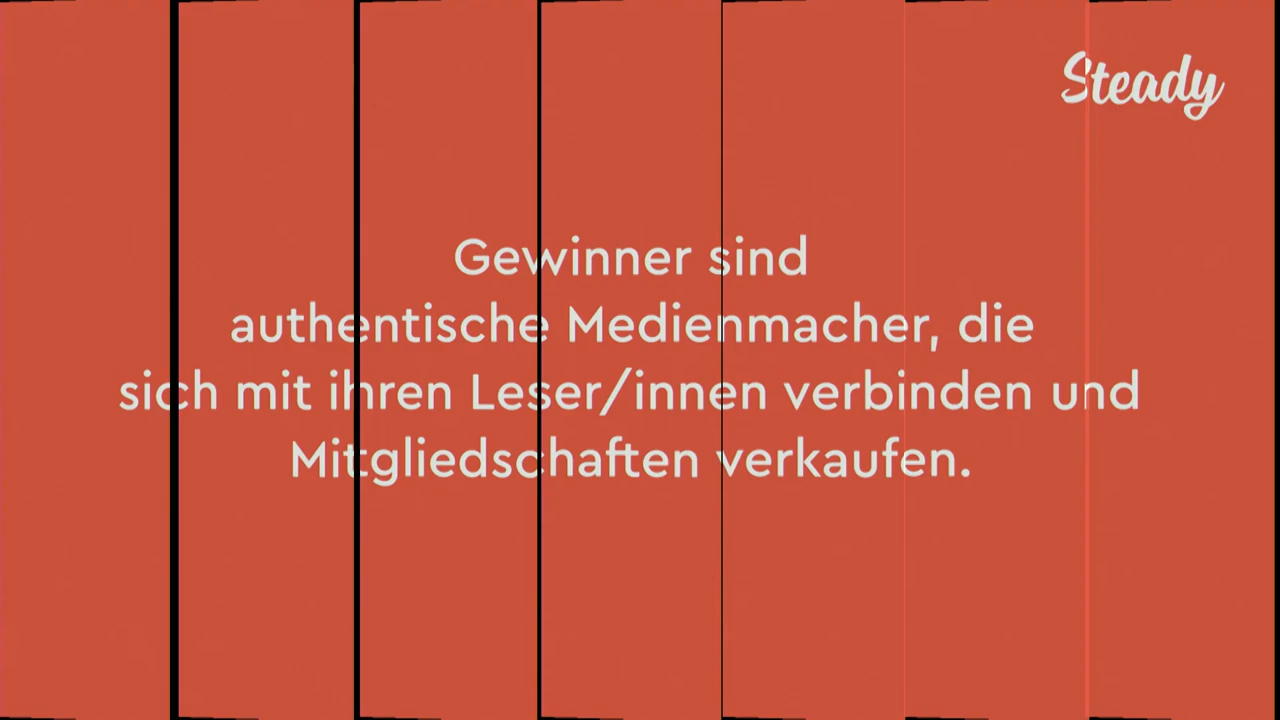 Steady
Gewinner sind
authentische Medienmacher, die
sich mit ihren Leser/innen verbinden und
Mitgliedschaften verkaufen.